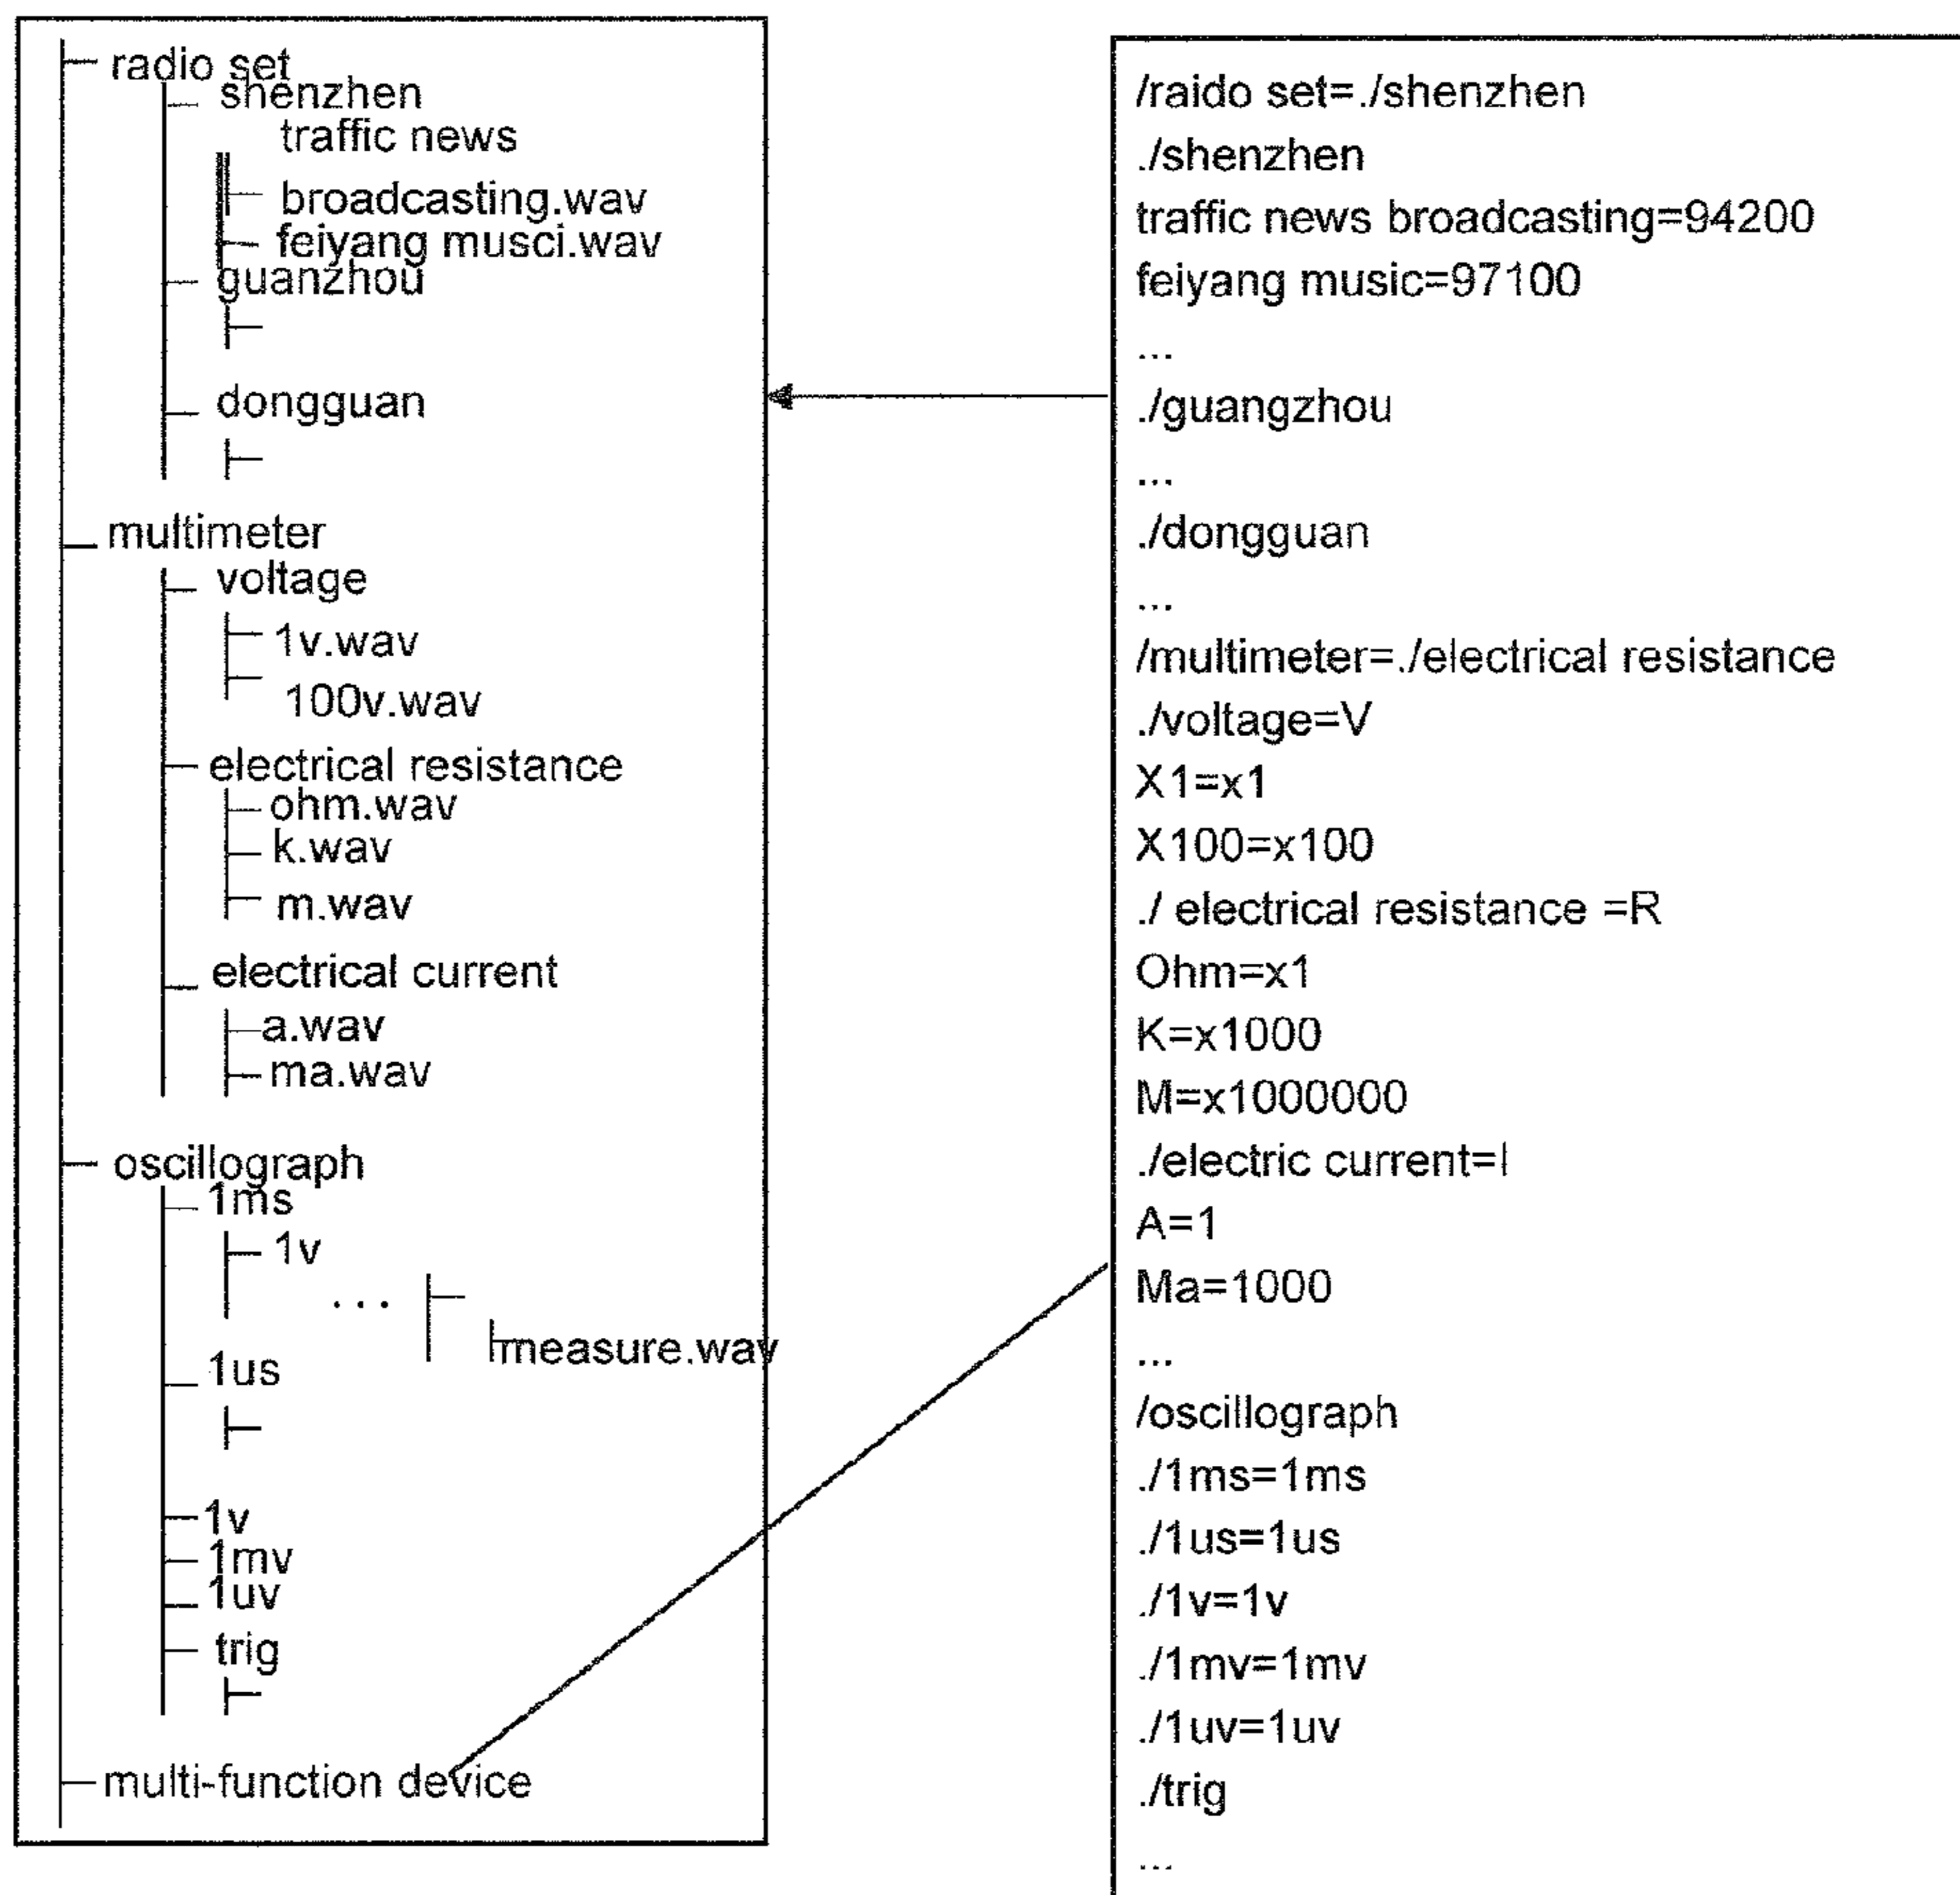 radio set
shenzhen
traffic news
broadcasting.wav
feiyang musci.wav
guanzhou
dongguan
multimeter
voltage
1v.wav
100v.wav
electrical resistance
ohm.wav
k.wav
m.wav
electrical current
a.wav
ma.wav
oscillograph
1ms
1v
...
measure.wav
1us
1v
1mv
1uv
trig
multi-function device
/raido set=./shenzhen
./shenzhen
traffic news broadcasting=94200
feiyang music=97100
...
./guangzhou
...
./dongguan
...
/multimeter=./electrical resistance
./voltage=V
X1=x1
X100=x100
./ electrical resistance =R
Ohm=x1
K=x1000
M=x1000000
./electric current=I
A=1
Ma=1000
...
/oscillograph
./1ms=1ms
./1us=1us
./1v=1v
./1mv=1mv
./1uv=1uv
./trig
...